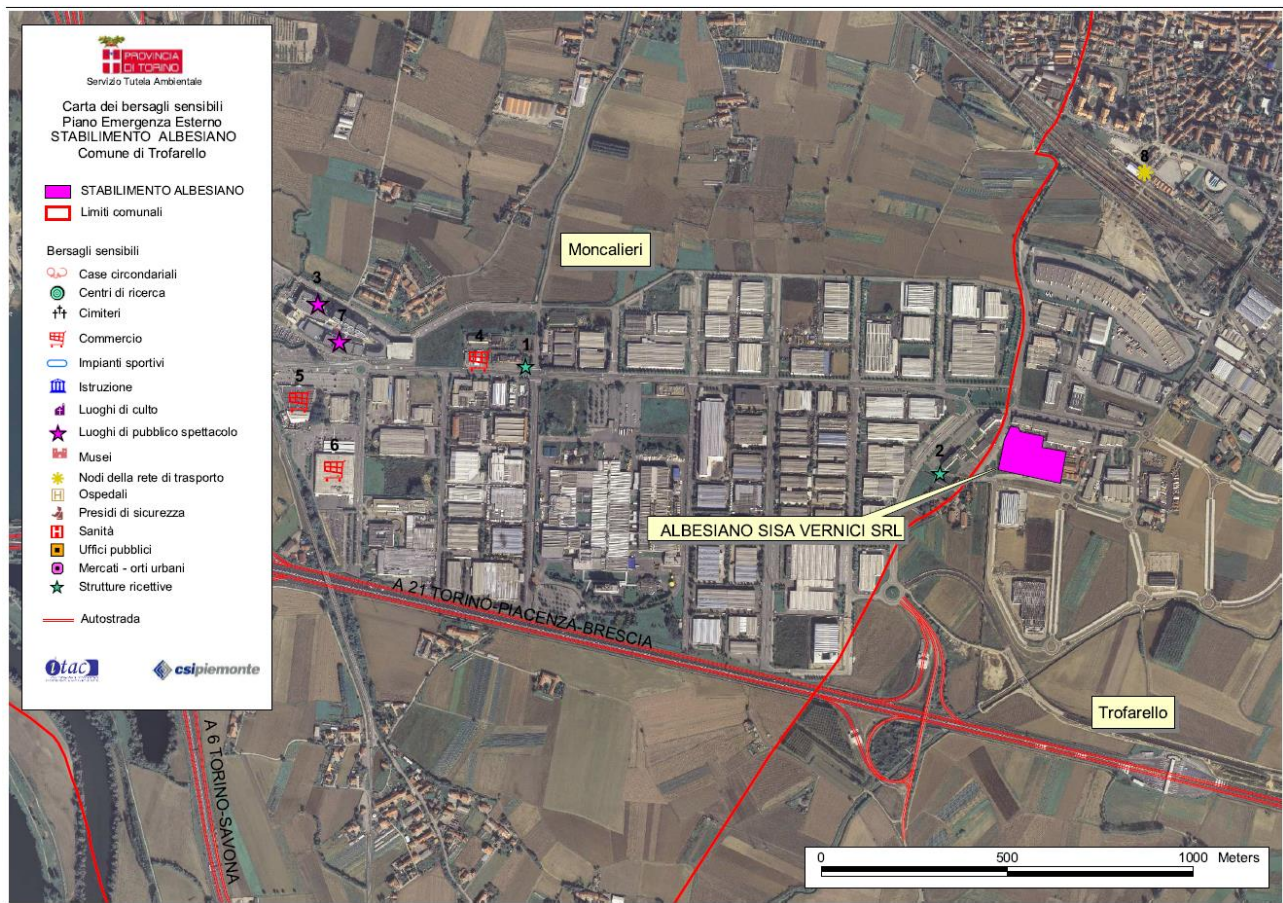 PROVINCIA
DI TORINO
Servizio Tutela Ambientale
Carta dei bersagli sensibili
Piano Emergenza Esterno
STABILIMENTO ALBESIANO
Comune di Trofarello
STABILIMENTO ALBESIANO
Limiti comunali
Bersagli sensibili
Case circondariali
Centri di ricerca
Cimiteri
Commercio
Impianti sportivi
Istruzione
Luoghi di culto
Luoghi di pubblico spettacolo
Musei
Nodi della rete di trasporto
Ospedali
Presidi di sicurezza
Sanità
Uffici pubblici
Mercati - orti urbani
Strutture ricettive
Autostrada
itac
csipiemonte
8
Moncalieri
3
7
4
1
5
6
2
ALBESIANO SISA VERNICI SRL
A 21 TORINO-PIACENZA-BRESCIA
Trofarello
A 6 TORINO-SAVONA
0 500 1000 Meters